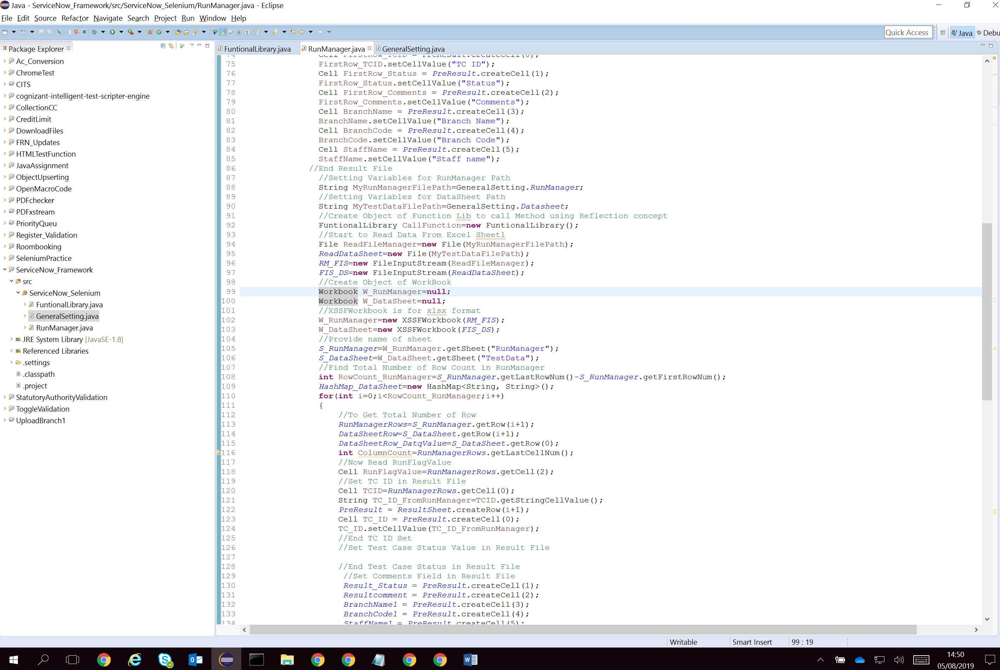 Java - ServiceNow_Framework/src/ServiceNow_Selenium/RunManager.java - Eclipse
File Edit Source Refactor Navigate Search Project Run Window Help
Quick Access Java Debu
Package Explorer
Ac_Conversion
ChromeTest
CITS
cognizant-intelligent-test-scripter-engine
CollectionCC
CreditLimit
DownloadFiles
FRN_Updates
HTMLTestFunction
JavaAssignment
ObjectUpserting
OpenMacroCode
PDFchecker
PDFxstream
PriorityQueu
Register_Validation
Roombooking
SeleniumPractice
ServiceNow_Framework
src
ServiceNow_Selenium
FuntionalLibrary.java
GeneralSetting.java
RunManager.java
JRE System Library [JavaSE-1.8]
Referenced Libraries
.settings
.classpath
.project
StatutoryAuthorityValidation
ToggleValidation
UploadBranch1
FuntionalLibrary.java RunManager.java GeneralSetting.java
74 Cell FirstRow_TCID = PreResult.createCell(0);
75 FirstRow_TCID.setCellValue("TC ID");
76 Cell FirstRow_Status = PreResult.createCell(1);
77 FirstRow_Status.setCellValue("Status");
78 Cell FirstRow_Comments = PreResult.createCell(2);
79 FirstRow_Comments.setCellValue("Comments");
80 Cell BranchName = PreResult.createCell(3);
81 BranchName.setCellValue("Branch Name");
82 Cell BranchCode = PreResult.createCell(4);
83 BranchCode.setCellValue("Branch Code");
84 Cell StaffName = PreResult.createCell(5);
85 StaffName.setCellValue("Staff name");
86 //End Result File
87 //Setting Variables for RunManager Path
88 String MyRunManagerFilePath=GeneralSetting.RunManager;
89 //Setting Variables for DataSheet Path
90 String MyTestDataFilePath=GeneralSetting.Datasheet;
91 //Create Object of Function Lib to call Method using Reflection concept
92 FuntionalLibrary CallFunction=new FuntionalLibrary();
93 //Start to Read Data From Excel Sheetl
94 File ReadFileManager=new File(MyRunManagerFilePath);
95 ReadDataSheet=new File(MyTestDataFilePath);
96 RM_FIS=new FileInputStream(ReadFileManager);
97 FIS_DS=new FileInputStream(ReadDataSheet);
98 //Create Object of WorkBook
99 Workbook W_RunManager=null;
100 Workbook W_DataSheet=null;
101 //XSSFWorkbook is for xlsx format
102 W_RunManager=new XSSFWorkbook(RM_FIS);
103 W_DataSheet=new XSSFWorkbook(FIS_DS);
104 //Provide name of sheet
105 S_RunManager=W_RunManager.getSheet("RunManager");
106 S_DataSheet=W_DataSheet.getSheet("TestData");
107 //Find Total Number of Row Count in RunManager
108 int RowCount_RunManager=S_RunManager.getLastRowNum()-S_RunManager.getFirstRowNum();
109 HashMap_DataSheet=new HashMap<String, String>();
110 for(int i=0;i<RowCount_RunManager;i++)
111 {
112 //To Get Total Number of Row
113 RunManagerRows=S_RunManager.getRow(i+1);
114 DataSheetRow=S_DataSheet.getRow(i+1);
115 DataSheetRow_DatqValue=S_DataSheet.getRow(0);
116 int ColumnCount=RunManagerRows.getLastCellNum();
117 //Now Read RunFlagValue
118 Cell RunFlagValue=RunManagerRows.getCell(2);
119 //Set TC ID in Result File
120 Cell TCID=RunManagerRows.getCell(0);
121 String TC_ID_FromRunManager=TCID.getStringCellValue();
122 PreResult = ResultSheet.createRow(i+1);
123 Cell TC_ID = PreResult.createCell(0);
124 TC_ID.setCellValue(TC_ID_FromRunManager);
125 //End TC ID Set
126 //Set Test Case Status Value in Result File
127
128 //End Test Case Status in Result File
129 //Set Comments Field in Result File
130 Result_Status = PreResult.createCell(1);
131 Resultcomment = PreResult.createCell(2);
132 BranchName1 = PreResult.createCell(3);
133 BranchCode1 = PreResult.createCell(4);
134 StaffName1 = PreResult.createCell(5);
Writable Smart Insert 99 : 19
14:50
05/08/2019